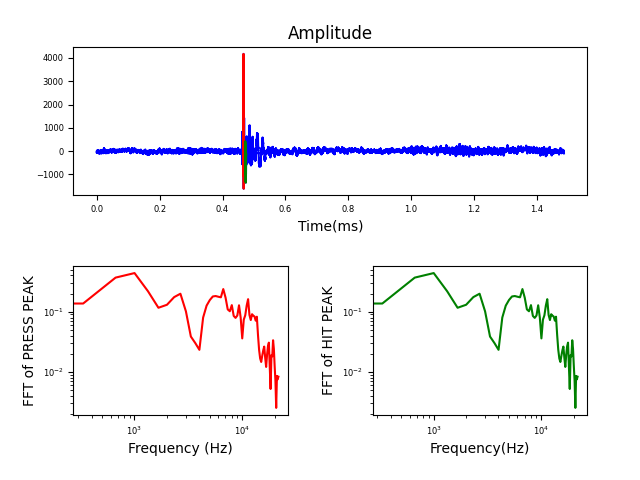 Amplitude
4000
3000
2000
1000
0
−1000
0.0 0.2 0.4 0.6 0.8 1.0 1.2 1.4
Time(ms)
FFT of PRESS PEAK
10⁻¹
10⁻²
10³ 10⁴
Frequency (Hz)
FFT of HIT PEAK
10⁻¹
10⁻²
10³ 10⁴
Frequency(Hz)